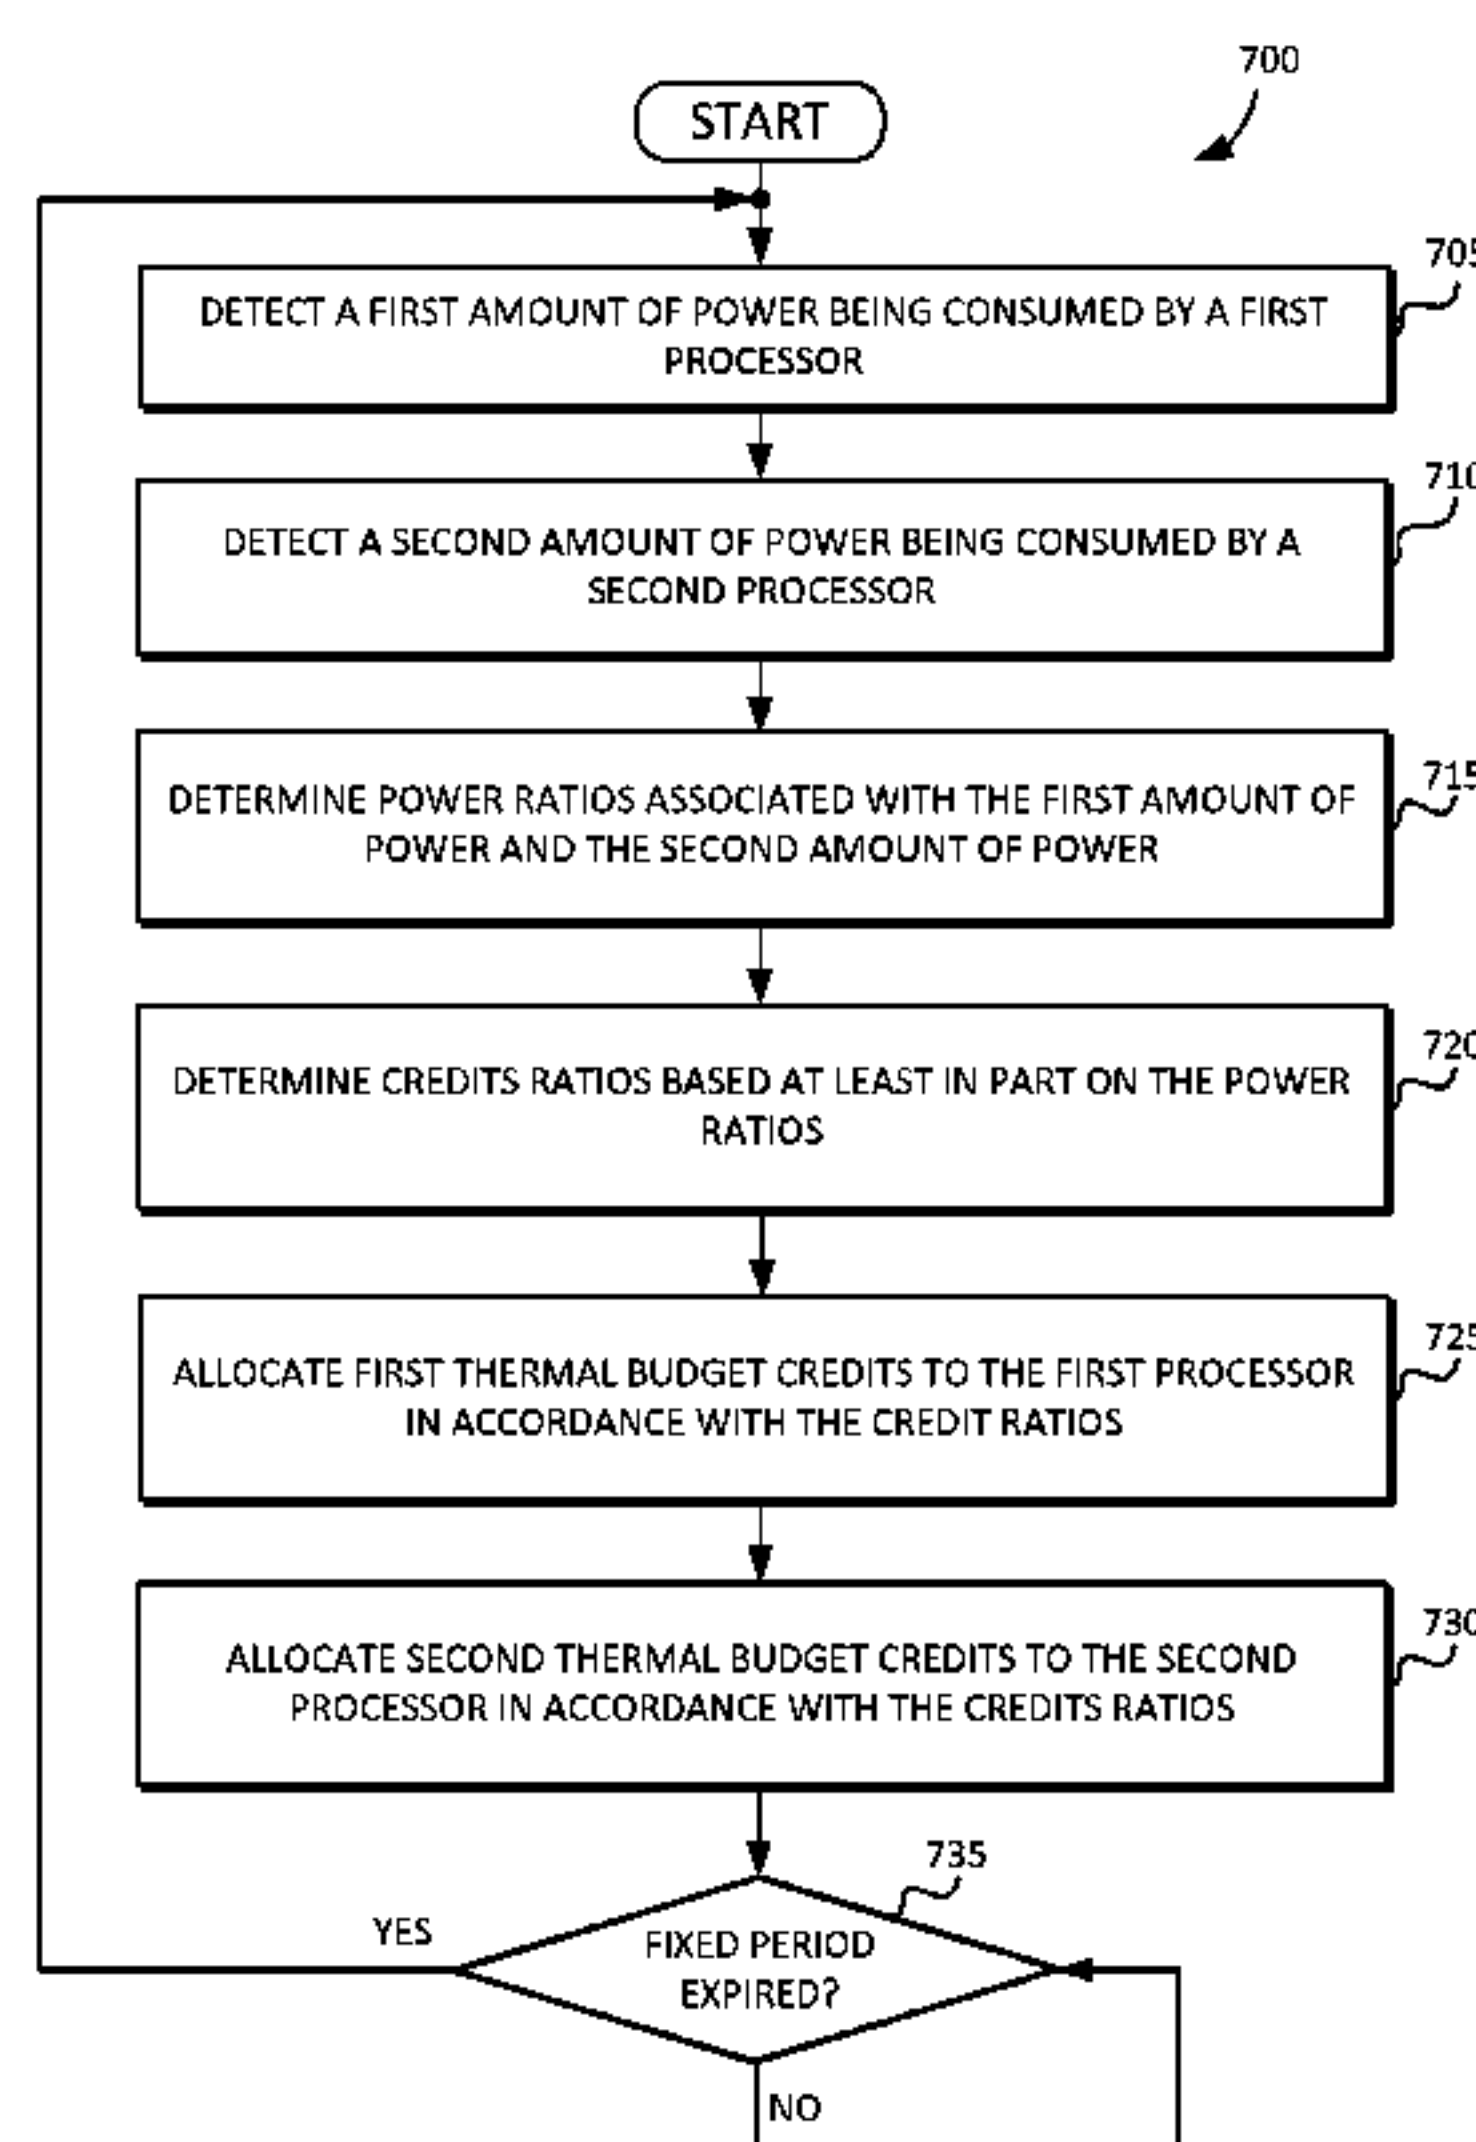 700
START
705
DETECT A FIRST AMOUNT OF POWER BEING CONSUMED BY A FIRST
PROCESSOR
710
DETECT A SECOND AMOUNT OF POWER BEING CONSUMED BY A
SECOND PROCESSOR
715
DETERMINE POWER RATIOS ASSOCIATED WITH THE FIRST AMOUNT OF
POWER AND THE SECOND AMOUNT OF POWER
720
DETERMINE CREDITS RATIOS BASED AT LEAST IN PART ON THE POWER
RATIOS
725
ALLOCATE FIRST THERMAL BUDGET CREDITS TO THE FIRST PROCESSOR
IN ACCORDANCE WITH THE CREDIT RATIOS
730
ALLOCATE SECOND THERMAL BUDGET CREDITS TO THE SECOND
PROCESSOR IN ACCORDANCE WITH THE CREDITS RATIOS
735
YES
FIXED PERIOD
EXPIRED?
NO